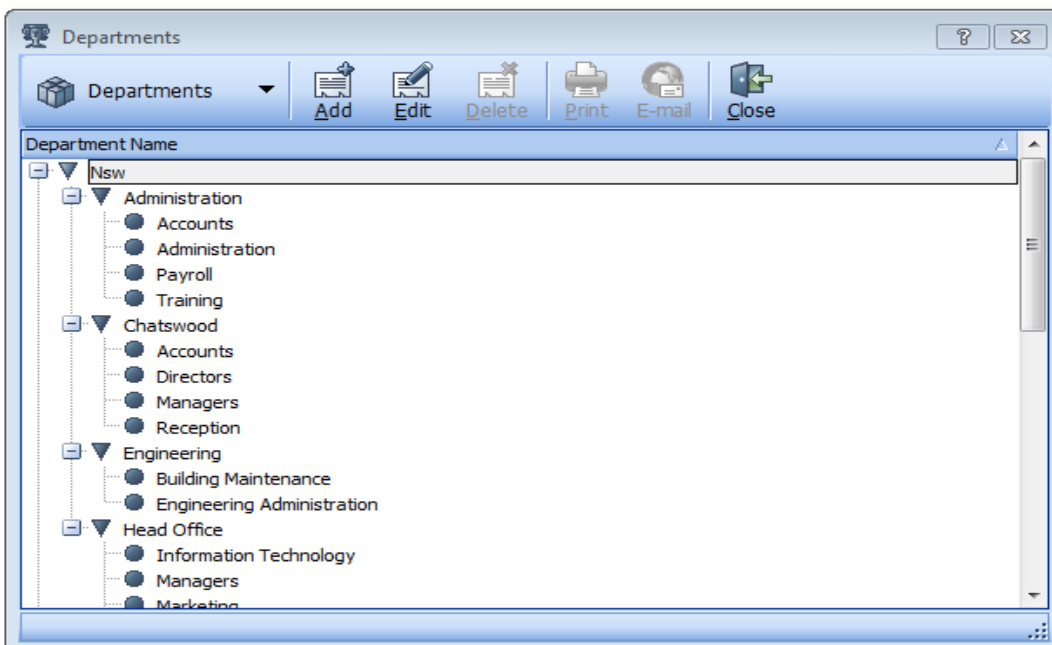 Departments
Departments Add Edit Delete Print E-mail Close
Department Name
Nsw
Administration
Accounts
Administration
Payroll
Training
Chatswood
Accounts
Directors
Managers
Reception
Engineering
Building Maintenance
Engineering Administration
Head Office
Information Technology
Managers
Marketing